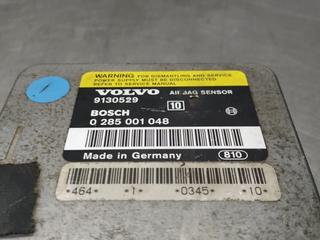 WARNING FOR DISMANTLING AND SERVICE
POWER SUPPLY MUST BE DISCONNECTED
REFER TO SERVICE MANUAL
VOLVO AIR JAG SENSOR
9130529 10
BOSCH
0 285 001 048
Made in Germany 810
*464 * 1 * 0345 * 10*